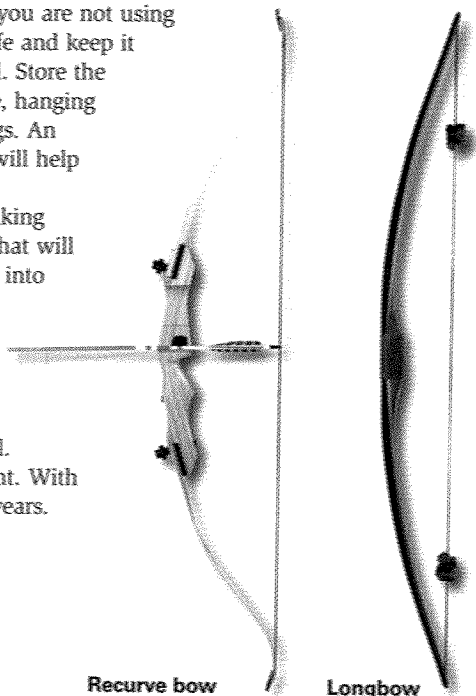 you are not using
fe and keep it
l. Store the
, hanging
gs. An
will help
king
hat will
into
l.
nt. With
years.
Recurve bow
Longbow